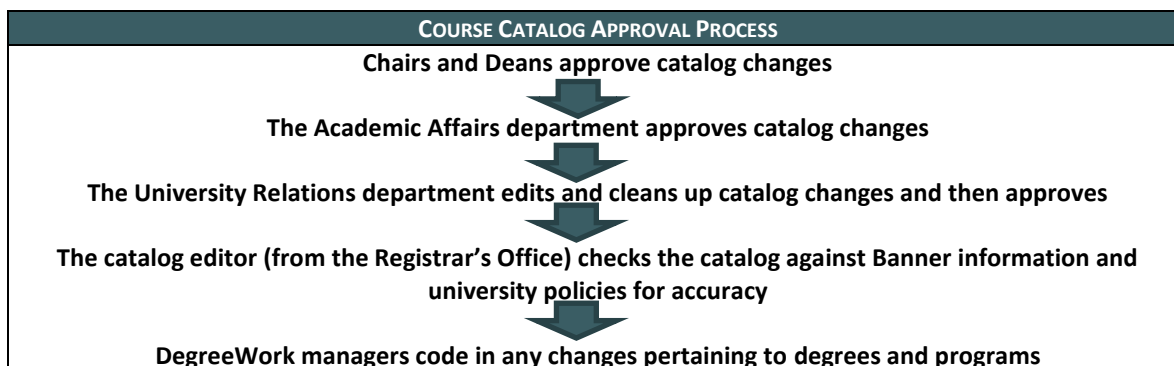 COURSE CATALOG APPROVAL PROCESS
Chairs and Deans approve catalog changes
The Academic Affairs department approves catalog changes
The University Relations department edits and cleans up catalog changes and then approves
The catalog editor (from the Registrar’s Office) checks the catalog against Banner information and
university policies for accuracy
DegreeWork managers code in any changes pertaining to degrees and programs